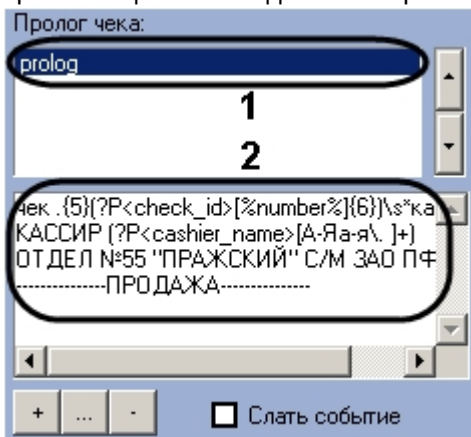 Пролог чека:
prolog
1
2
чек .{5}(?P<check_id>[%number%]{6})\s*ка
КАССИР (?P<cashier_name>[А-Яа-я\. ]+)
ОТДЕЛ №55 "ПРАЖСКИЙ" С/М ЗАО ПФ
--------------ПРОДАЖА--------------
+ ... - Слать событие